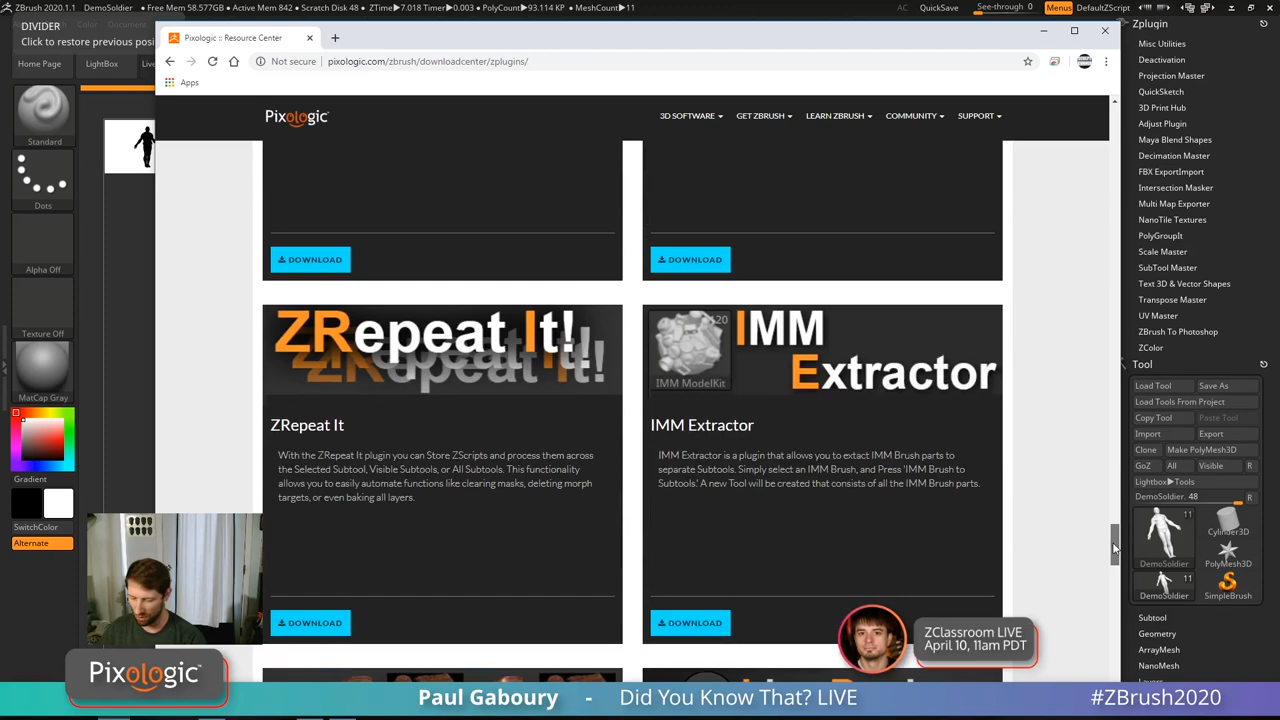 ZBrush 2020.1.1 DemoSoldier • Free Mem 58.577GB • Active Mem 842 • Scratch Disk 48 • ZTime▶7.018 Timer▶0.003 • PolyCount▶93.114 KP • MeshCount▶11
AC QuickSave See-through 0 Menus DefaultZScript
DIVIDER
Click to restore previous posi
Home Page LightBox Live
Pixologic :: Resource Center
Not secure pixologic.com/zbrush/downloadcenter/zplugins/
Apps
Pixologic
3D SOFTWARE GET ZBRUSH LEARN ZBRUSH COMMUNITY SUPPORT
DOWNLOAD
DOWNLOAD
ZRepeat It!
IMM
Extractor
IMM ModelKit
ZRepeat It
With the ZRepeat It plugin you can Store ZScripts and process them across
the Selected Subtool, Visible Subtools, or All Subtools. This functionality
allows you to easily automate functions like clearing masks, deleting morph
targets, or even baking all layers.
DOWNLOAD
IMM Extractor
IMM Extractor is a plugin that allows you to extact IMM Brush parts to
separate Subtools. Simply select an IMM Brush, and Press 'IMM Brush to
Subtools.' A new Tool will be created that consists of all the IMM Brush parts.
DOWNLOAD
Standard
Dots
Alpha Off
Texture Off
MatCap Gray
Gradient
SwitchColor
Alternate
Zplugin
Misc Utilities
Deactivation
Projection Master
QuickSketch
3D Print Hub
Adjust Plugin
Maya Blend Shapes
Decimation Master
FBX ExportImport
Intersection Master
Multi Map Exporter
NanoTile Textures
PolyGroupIt
Scale Master
SubTool Master
Text 3D & Vector Shapes
Transpose Master
UV Master
ZBrush To Photoshop
ZColor
Tool
Load Tool Save As
Load Tools From Project
Copy Tool Paste Tool
Import Export
Clone Make PolyMesh3D
GoZ All Visible R
Lightbox▶Tools
DemoSoldier. 48 R
11
DemoSoldier
Cylinder3D
PolyMesh3D
11
DemoSoldier
SimpleBrush
Subtool
Geometry
ArrayMesh
NanoMesh
Layers
ZClassroom LIVE
April 10, 11am PDT
Pixologic™
Paul Gaboury - Did You Know That? LIVE #ZBrush2020